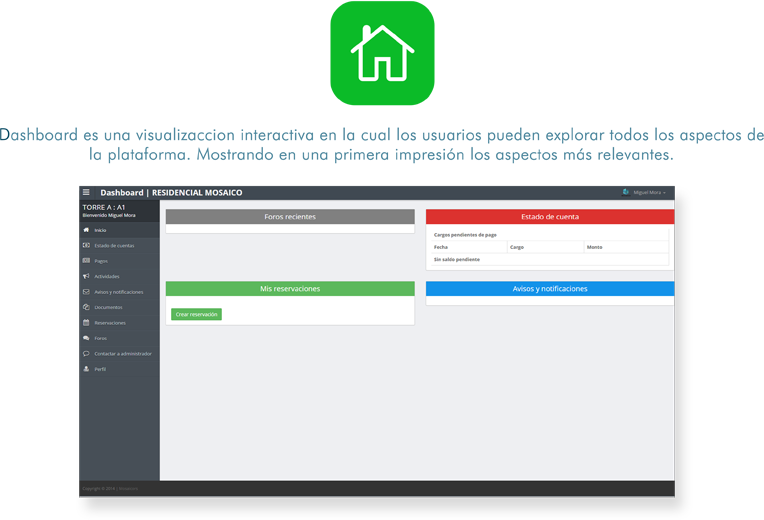 Dashboard es una visualizaccion interactiva en la cual los usuarios pueden explorar todos los aspectos de
la plataforma. Mostrando en una primera impresión los aspectos más relevantes.
Dashboard | RESIDENCIAL MOSAICO
Miguel Mora
TORRE A : A1
Bienvenido Miguel Mora
Inicio
Estado de cuentas
Pagos
Actividades
Avisos y notificaciones
Documentos
Reservaciones
Foros
Contactar a administrador
Perfil
Foros recientes
Estado de cuenta
Cargos pendientes de pago
Fecha Cargo Monto
Sin saldo pendiente
Mis reservaciones
Crear reservación
Avisos y notificaciones
Copyright © 2014 |